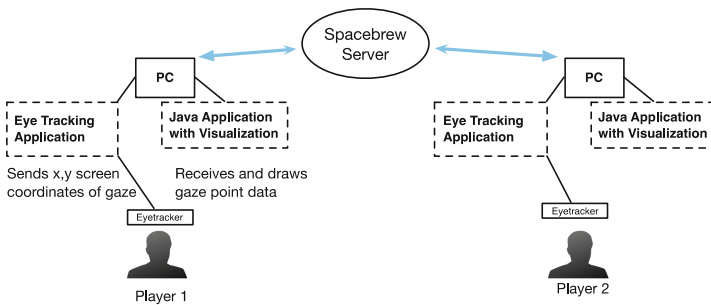 Spacebrew
Server
PC
Eye Tracking
Application
Java Application
with Visualization
Sends x,y screen
coordinates of gaze
Receives and draws
gaze point data
Eyetracker
Player 1
PC
Eye Tracking
Application
Java Application
with Visualization
Eyetracker
Player 2